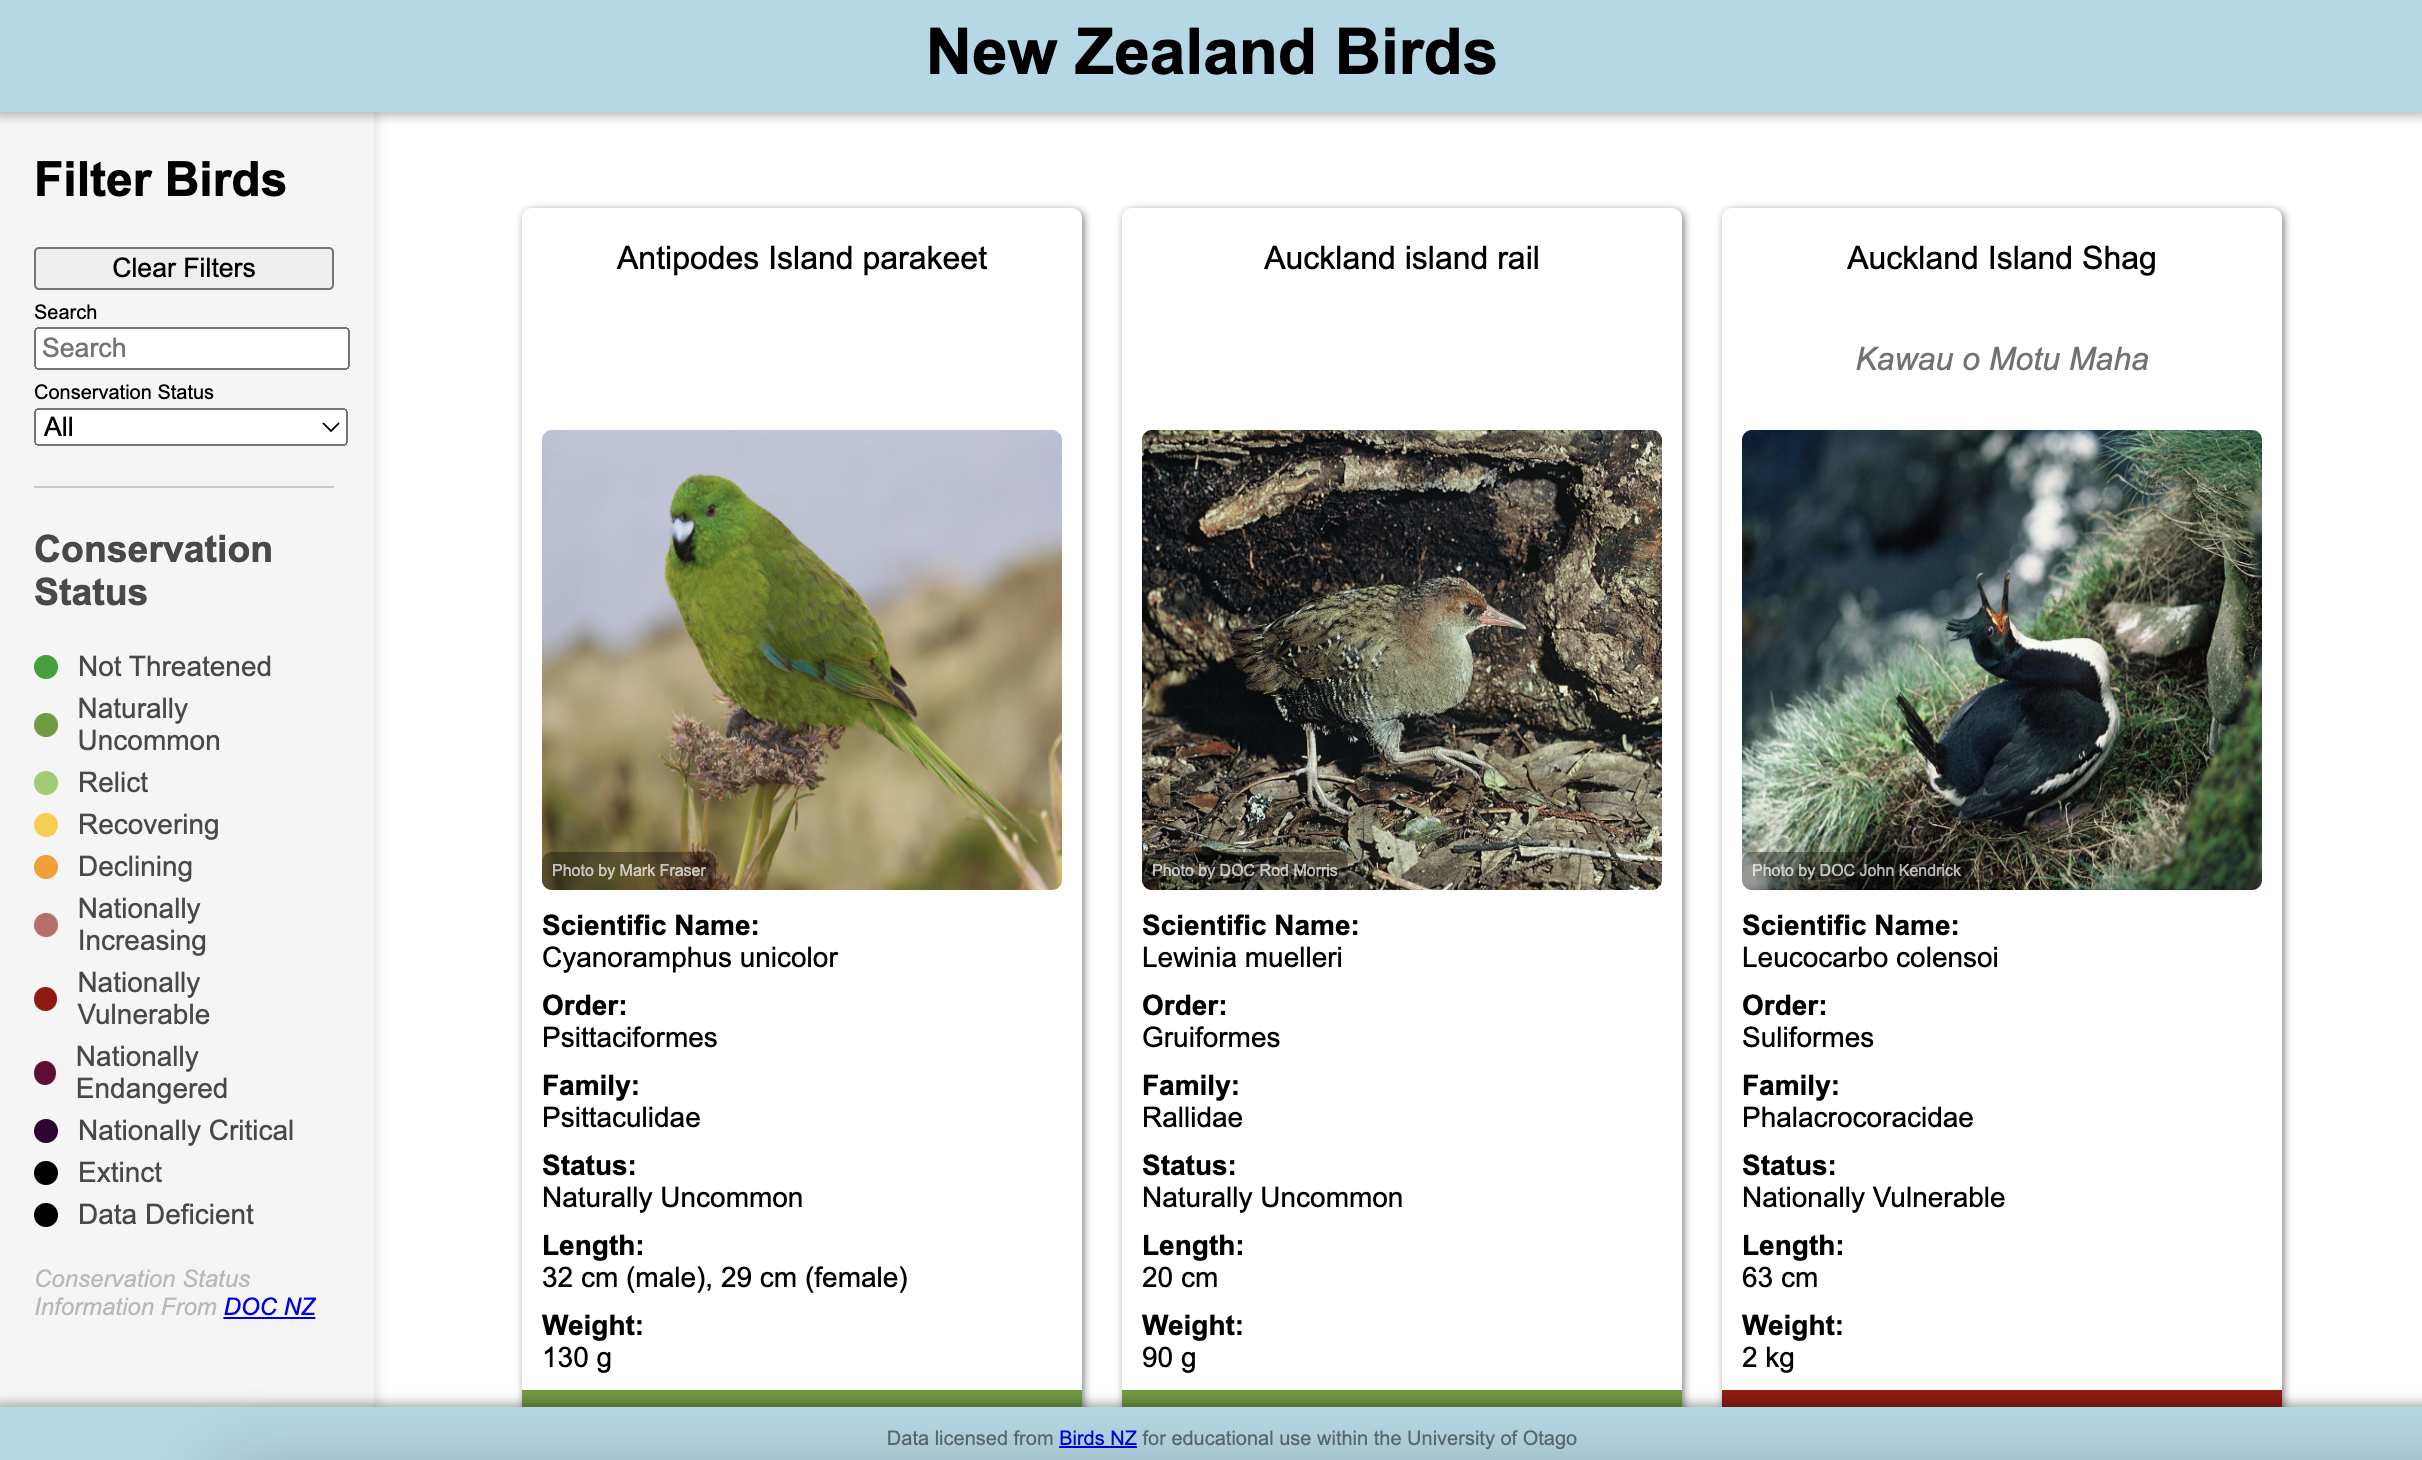 New Zealand Birds
Filter Birds
Clear Filters
Search
Search
Conservation Status
All
Conservation
Status
Not Threatened
Naturally
Uncommon
Relict
Recovering
Declining
Nationally
Increasing
Nationally
Vulnerable
Nationally
Endangered
Nationally Critical
Extinct
Data Deficient
Conservation Status
Information From DOC NZ
Antipodes Island parakeet
Photo by Mark Fraser
Scientific Name:
Cyanoramphus unicolor
Order:
Psittaciformes
Family:
Psittaculidae
Status:
Naturally Uncommon
Length:
32 cm (male), 29 cm (female)
Weight:
130 g
Auckland island rail
Photo by DOC Rod Morris
Scientific Name:
Lewinia muelleri
Order:
Gruiformes
Family:
Rallidae
Status:
Naturally Uncommon
Length:
20 cm
Weight:
90 g
Auckland Island Shag
Kawau o Motu Maha
Photo by DOC John Kendrick
Scientific Name:
Leucocarbo colensoi
Order:
Suliformes
Family:
Phalacrocoracidae
Status:
Nationally Vulnerable
Length:
63 cm
Weight:
2 kg
Data licensed from Birds NZ for educational use within the University of Otago